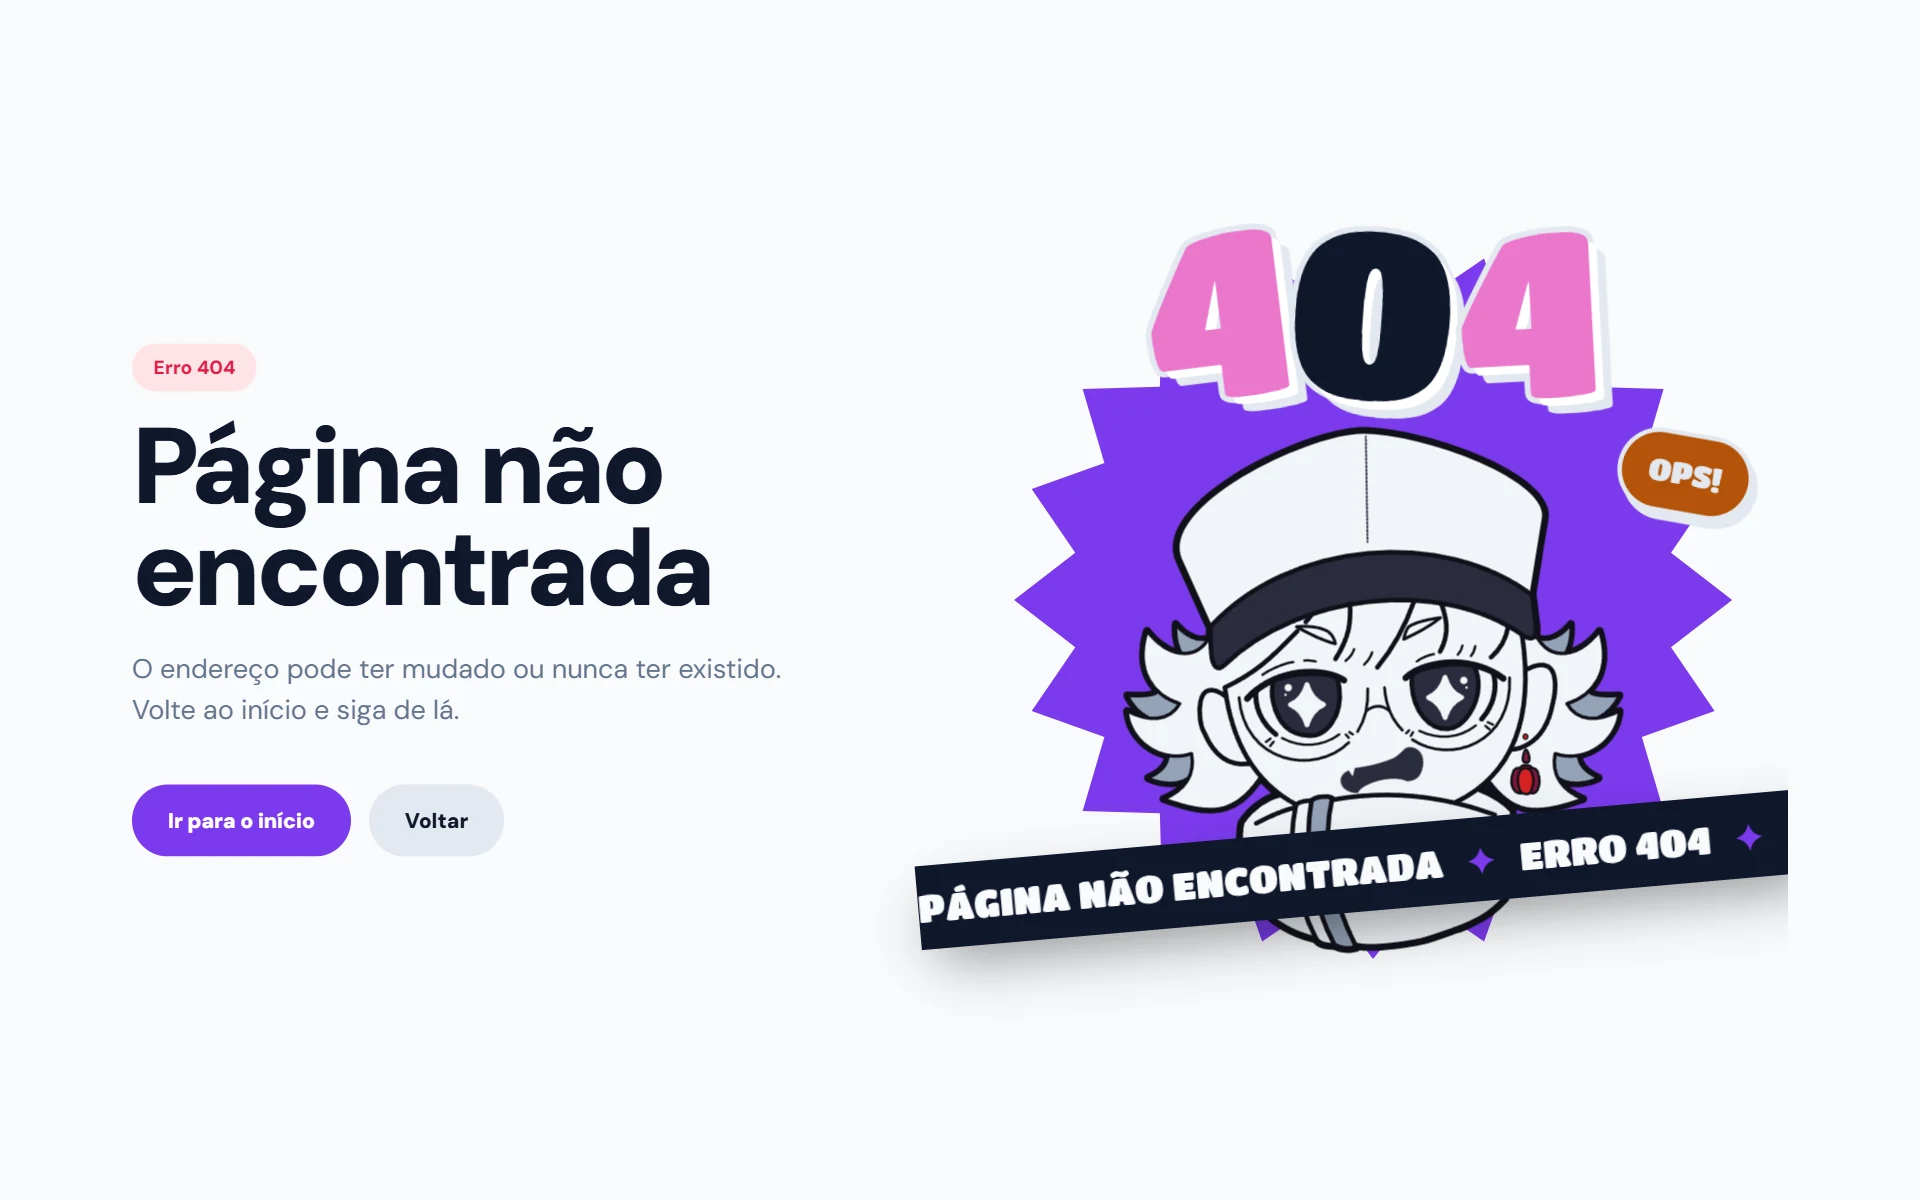 Erro 404
Página não
encontrada
O endereço pode ter mudado ou nunca ter existido.
Volte ao início e siga de lá.
Ir para o início
Voltar
404
OPS!
PÁGINA NÃO ENCONTRADA ✦ ERRO 404 ✦